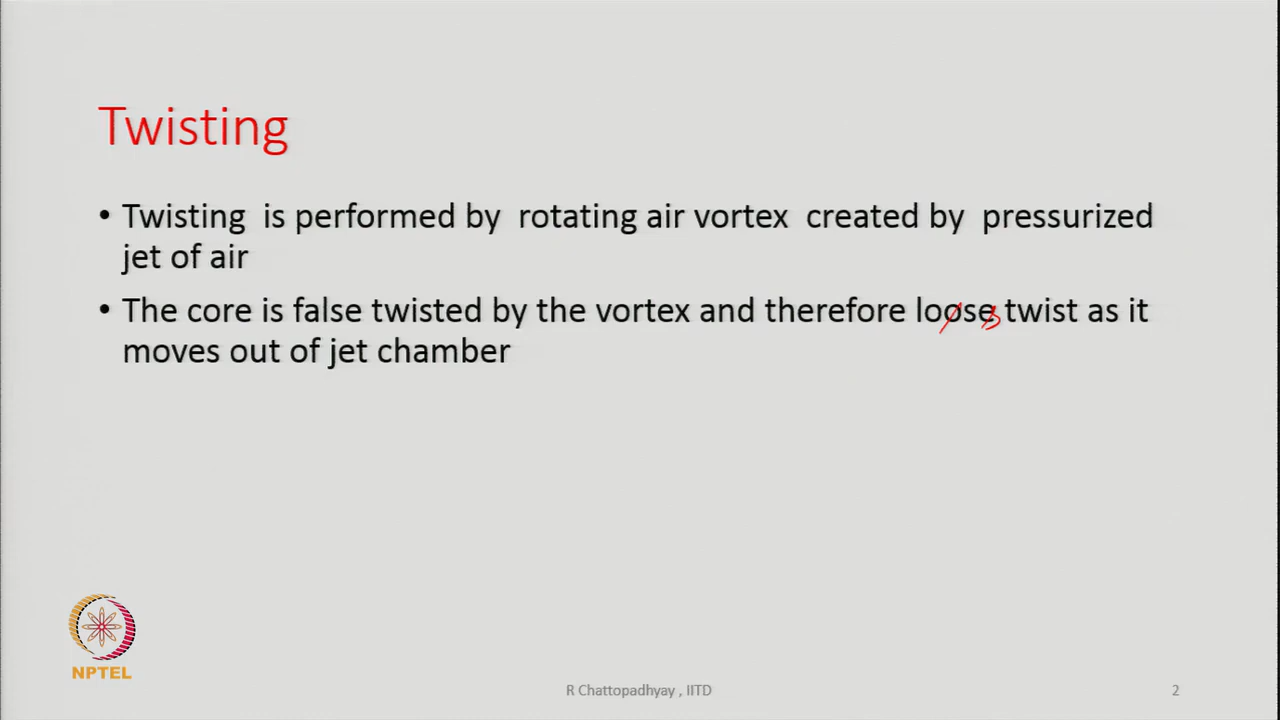 Twisting
• Twisting is performed by rotating air vortex created by pressurized
jet of air
• The core is false twisted by the vortex and therefore loose twist as it
moves out of jet chamber
NPTEL
R Chattopadhyay , IITD
2